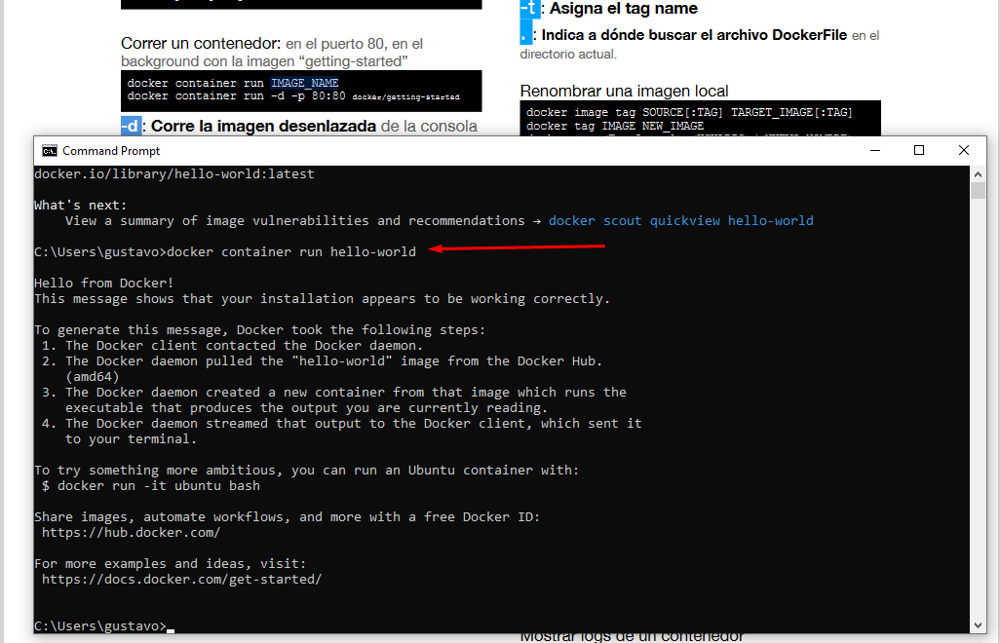 Correr un contenedor: en el puerto 80, en el
background con la imagen “getting-started”
docker container run IMAGE_NAME
docker container run -d -p 80:80 docker/getting-started
-d: Corre la imagen desenlazada de la consola
-t: Asigna el tag name
.: Indica a dónde buscar el archivo DockerFile en el
directorio actual.
Renombrar una imagen local
docker image tag SOURCE[:TAG] TARGET_IMAGE[:TAG]
docker tag IMAGE NEW_IMAGE
Command Prompt
docker.io/library/hello-world:latest
What's next:
View a summary of image vulnerabilities and recommendations → docker scout quickview hello-world
C:\Users\gustavo>docker container run hello-world
Hello from Docker!
This message shows that your installation appears to be working correctly.
To generate this message, Docker took the following steps:
1. The Docker client contacted the Docker daemon.
2. The Docker daemon pulled the "hello-world" image from the Docker Hub.
(amd64)
3. The Docker daemon created a new container from that image which runs the
executable that produces the output you are currently reading.
4. The Docker daemon streamed that output to the Docker client, which sent it
to your terminal.
To try something more ambitious, you can run an Ubuntu container with:
$ docker run -it ubuntu bash
Share images, automate workflows, and more with a free Docker ID:
https://hub.docker.com/
For more examples and ideas, visit:
https://docs.docker.com/get-started/
C:\Users\gustavo>
Mostrar logs de un contenedor